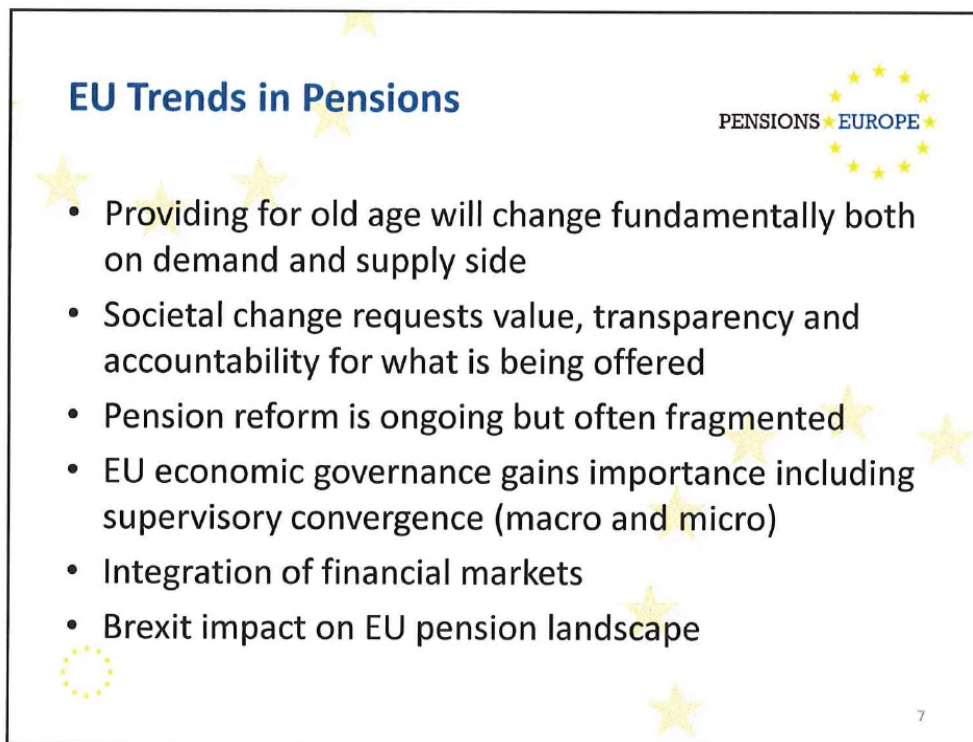 EU Trends in Pensions
PENSIONS EUROPE
• Providing for old age will change fundamentally both
on demand and supply side
• Societal change requests value, transparency and
accountability for what is being offered
• Pension reform is ongoing but often fragmented
• EU economic governance gains importance including
supervisory convergence (macro and micro)
• Integration of financial markets
• Brexit impact on EU pension landscape
7